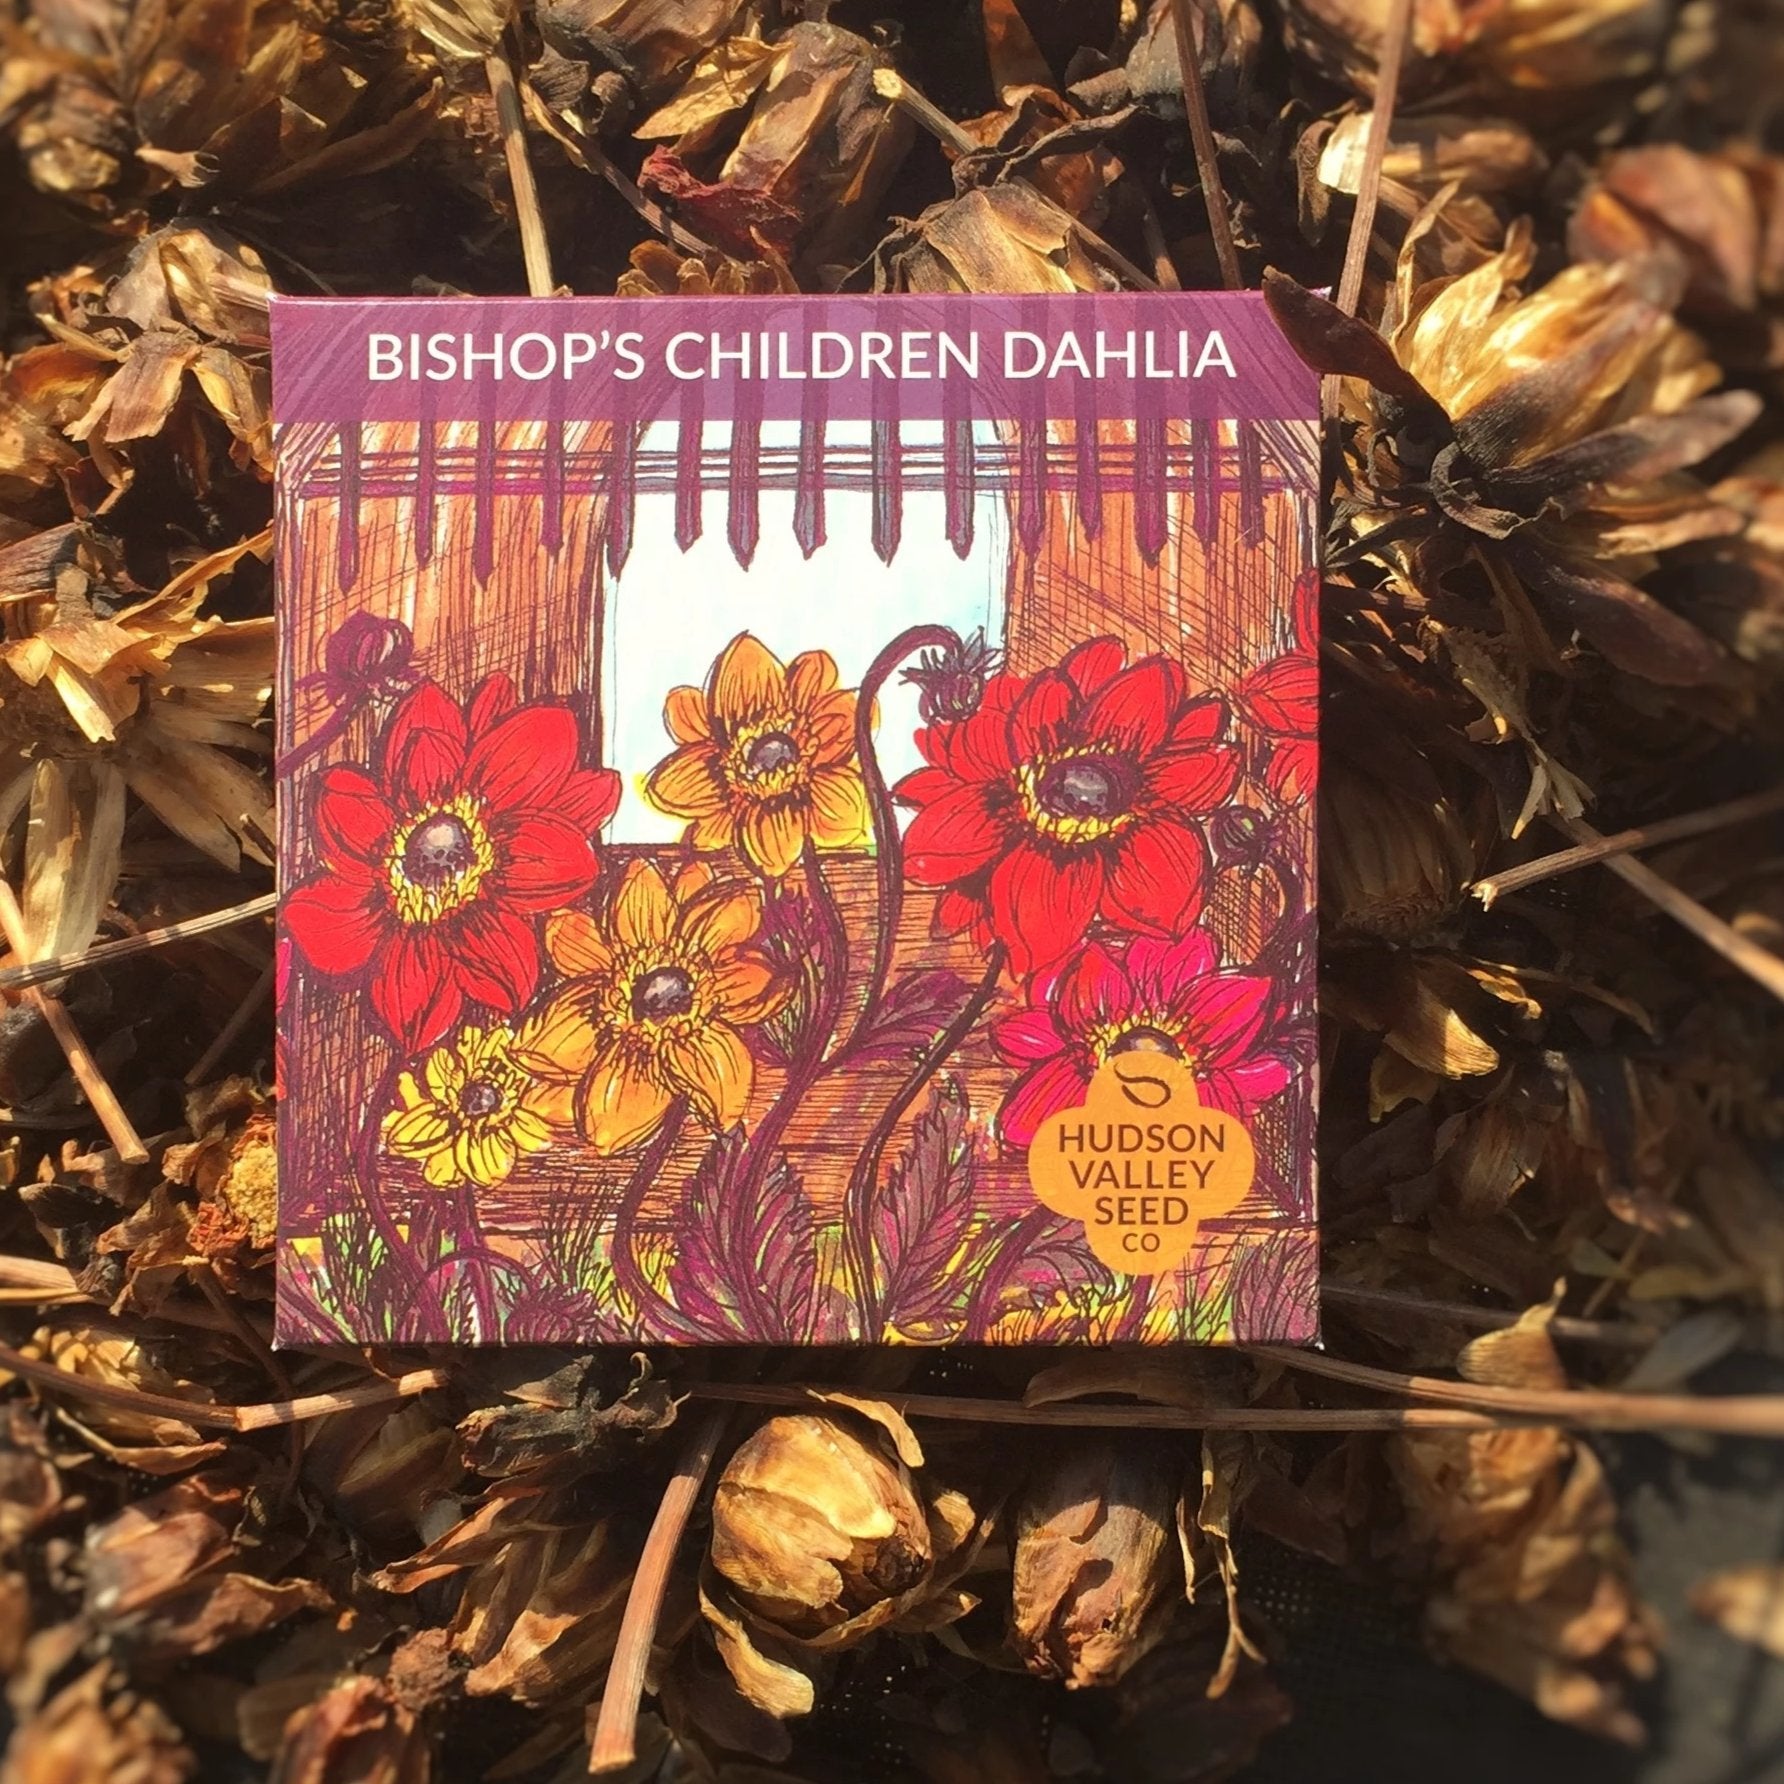 BISHOP’S CHILDREN DAHLIA
HUDSON
VALLEY
SEED
CO